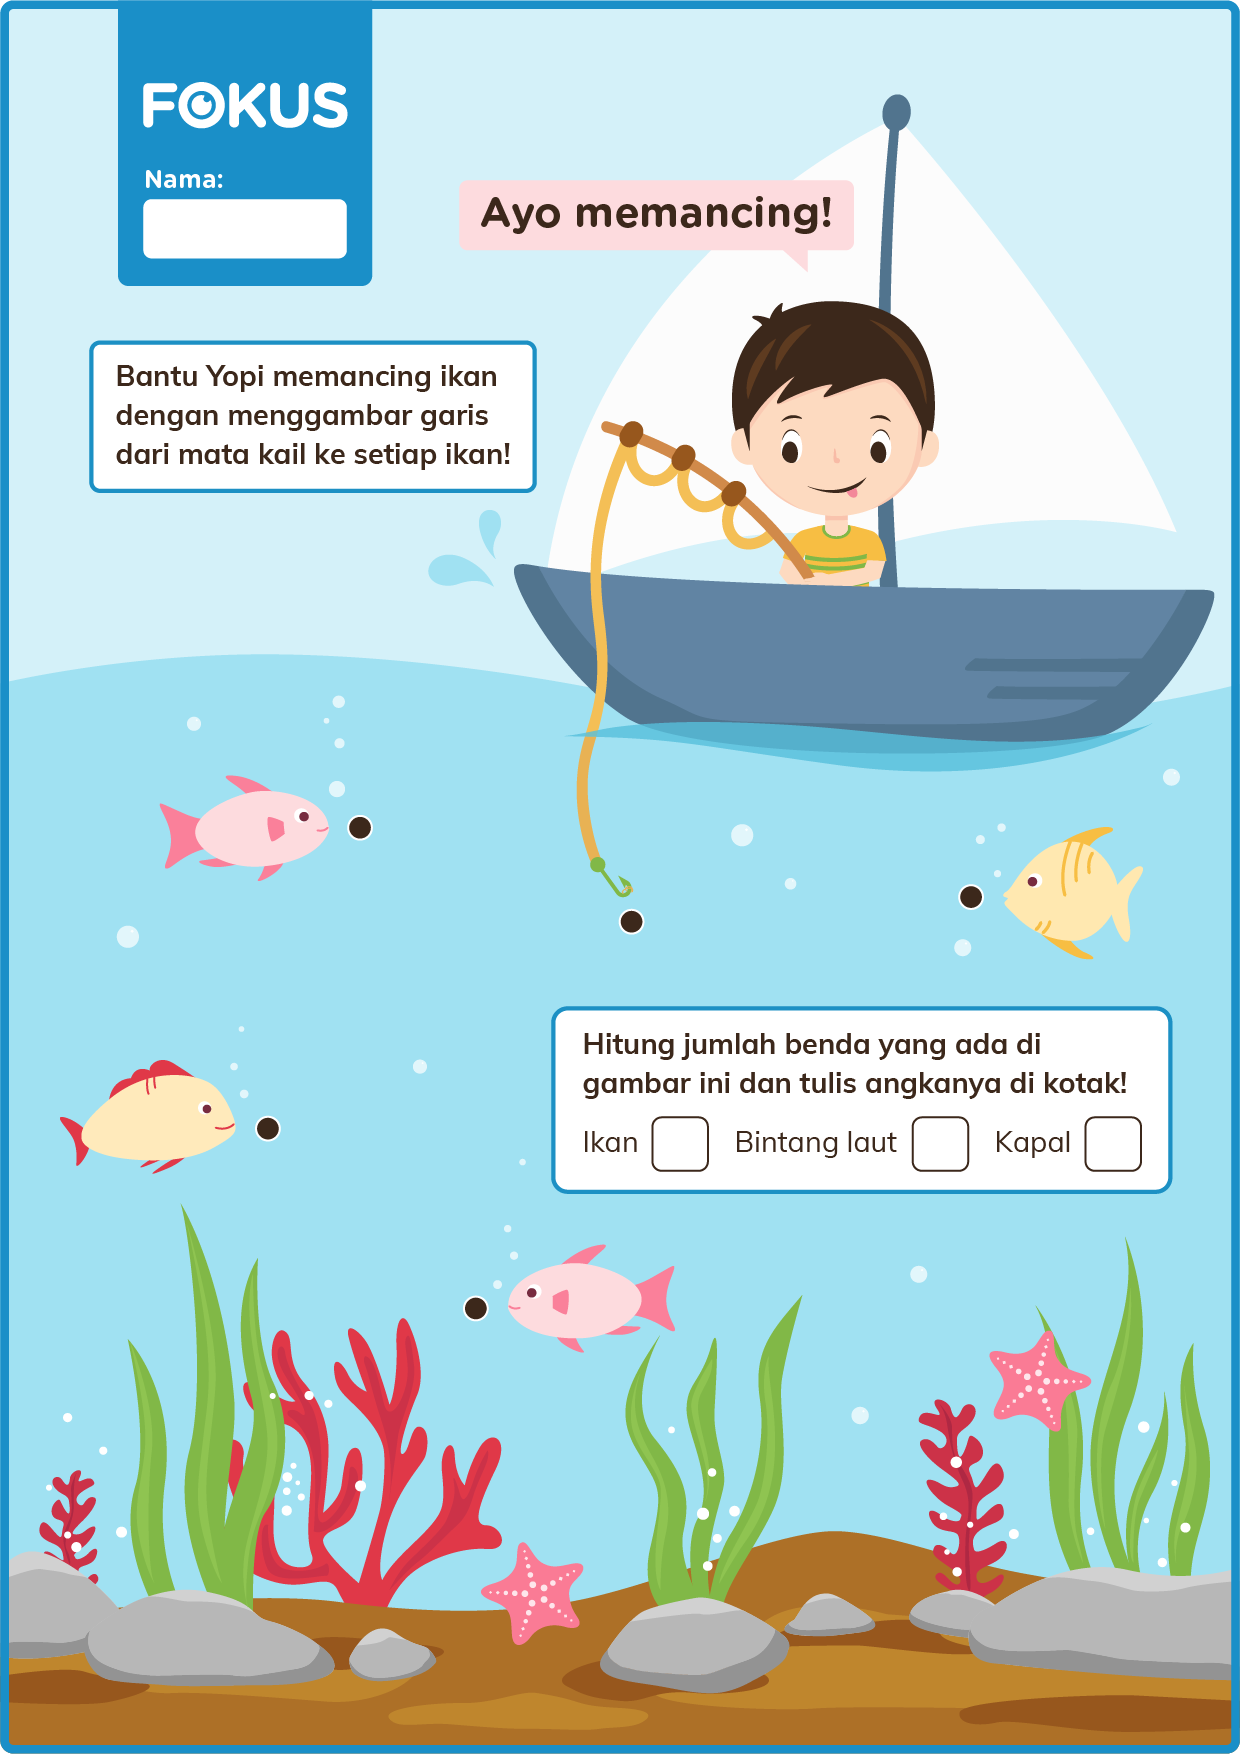 FOKUS
Nama:
Ayo memancing!
Bantu Yopi memancing ikan
dengan menggambar garis
dari mata kail ke setiap ikan!
Hitung jumlah benda yang ada di
gambar ini dan tulis angkanya di kotak!
Ikan Bintang laut Kapal